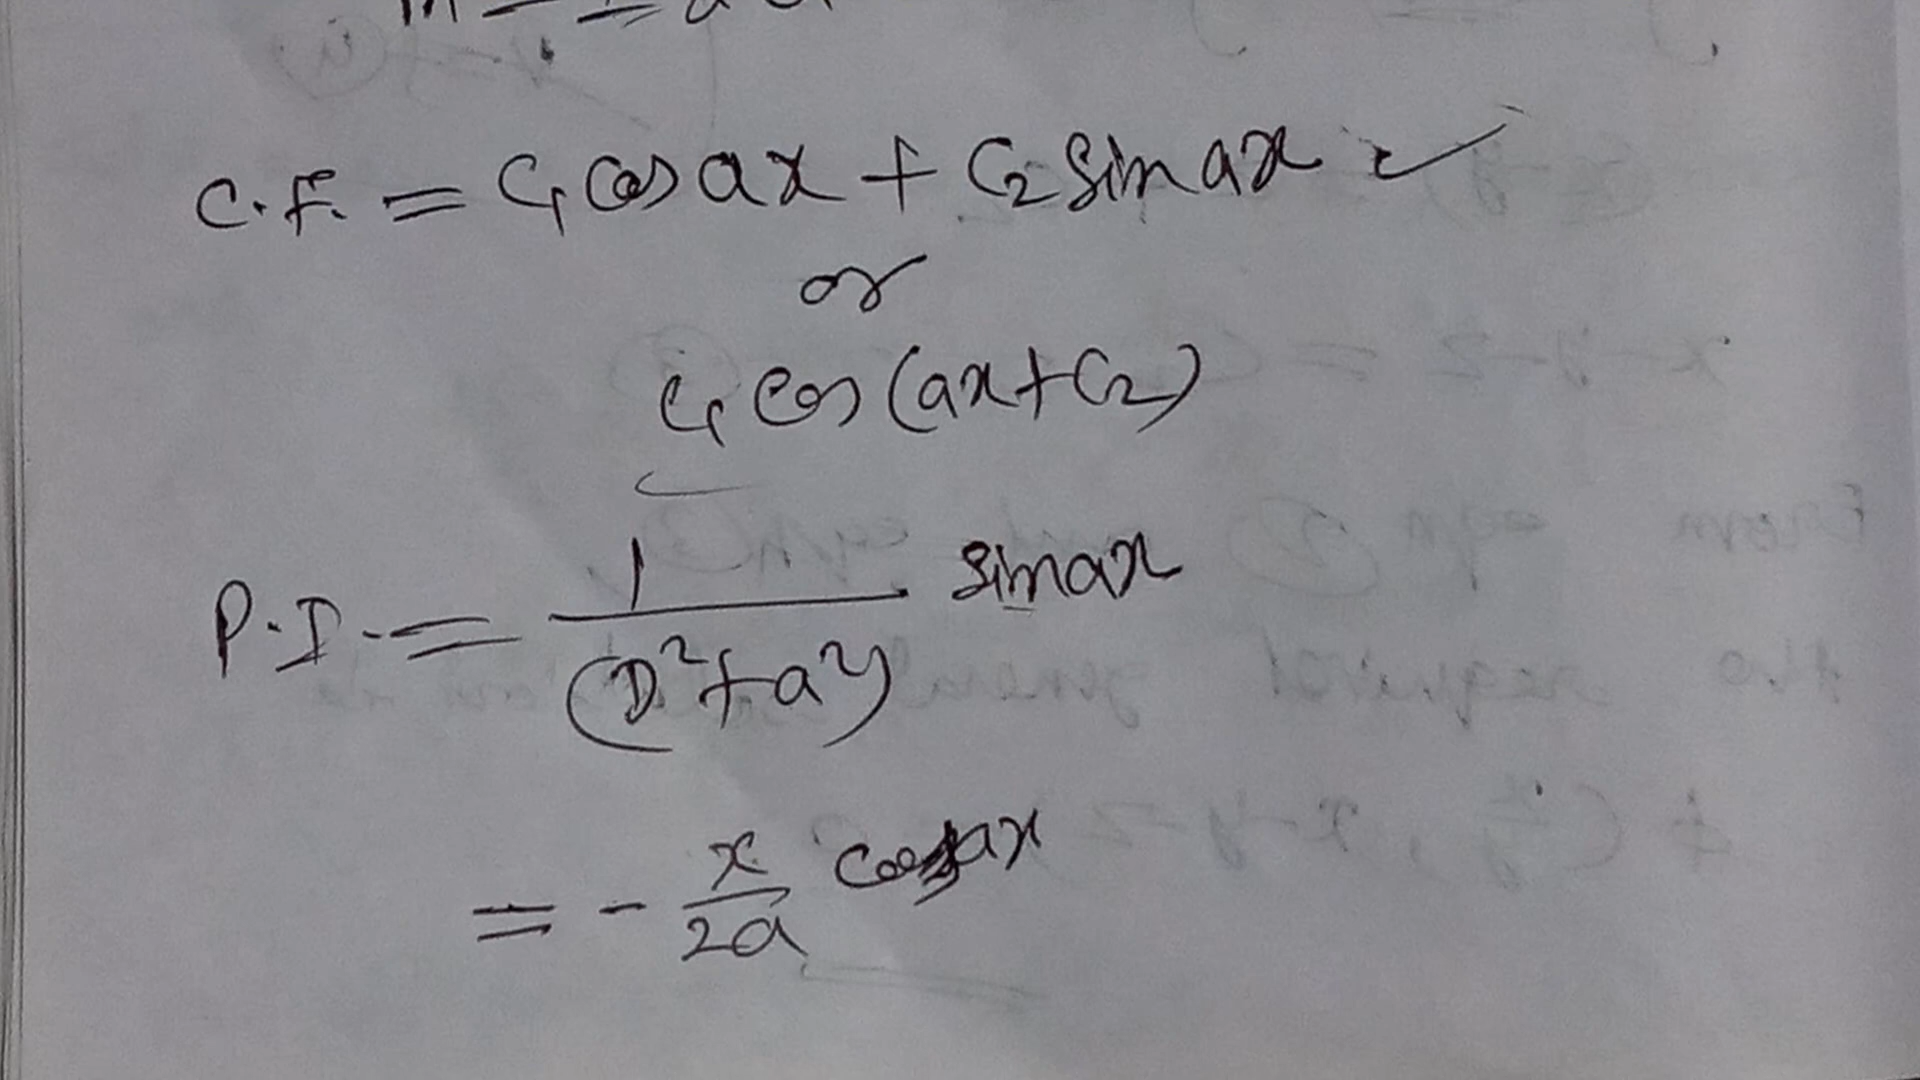 C.F. = C₁ cos ax + C₂ sin ax ✓
or
C₁ cos (ax+C₂)
P.I. = 1/(D²+a²) sin ax
= - x/2a cos ax